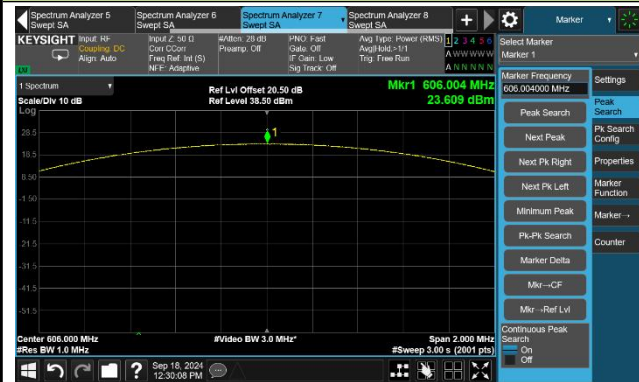 Spectrum Analyzer 5
Swept SA
Spectrum Analyzer 6
Swept SA
Spectrum Analyzer 7
Swept SA
Spectrum Analyzer 8
Swept SA
+
Marker
KEYSIGHT
Input: RF
Coupling: DC
Align: Auto
Input Z: 50 Ω
Corr CCorr
Freq Ref: Int (S)
NFE: Adaptive
#Atten: 26 dB
Preamp: Off
PNO: Fast
Gate: Off
IF Gain: Low
Sig Track: Off
Avg Type: Power (RMS)
Avg|Hold:>1/1
Trig: Free Run
1 2 3 4 5 6
A W W W W W
A N N N N N
LXI
Select Marker
Marker 1
1 Spectrum
Scale/Div 10 dB
Log
Ref Lvl Offset 20.50 dB
Ref Level 38.50 dBm
Mkr1 606.004 MHz
23.609 dBm
1
28.5
18.5
8.50
-1.50
-11.5
-21.5
-31.5
-41.5
-51.5
Center 606.000 MHz
#Res BW 1.0 MHz
#Video BW 3.0 MHz*
Span 2.000 MHz
#Sweep 3.00 s (2001 pts)
Marker Frequency
606.004000 MHz
Peak Search
Next Peak
Next Pk Right
Next Pk Left
Minimum Peak
Pk-Pk Search
Marker Delta
Mkr→CF
Mkr→Ref Lvl
Continuous Peak
Search
On
Off
Settings
Peak
Search
Pk Search
Config
Properties
Marker
Function
Marker→
Counter
?
Sep 18, 2024
12:30:08 PM